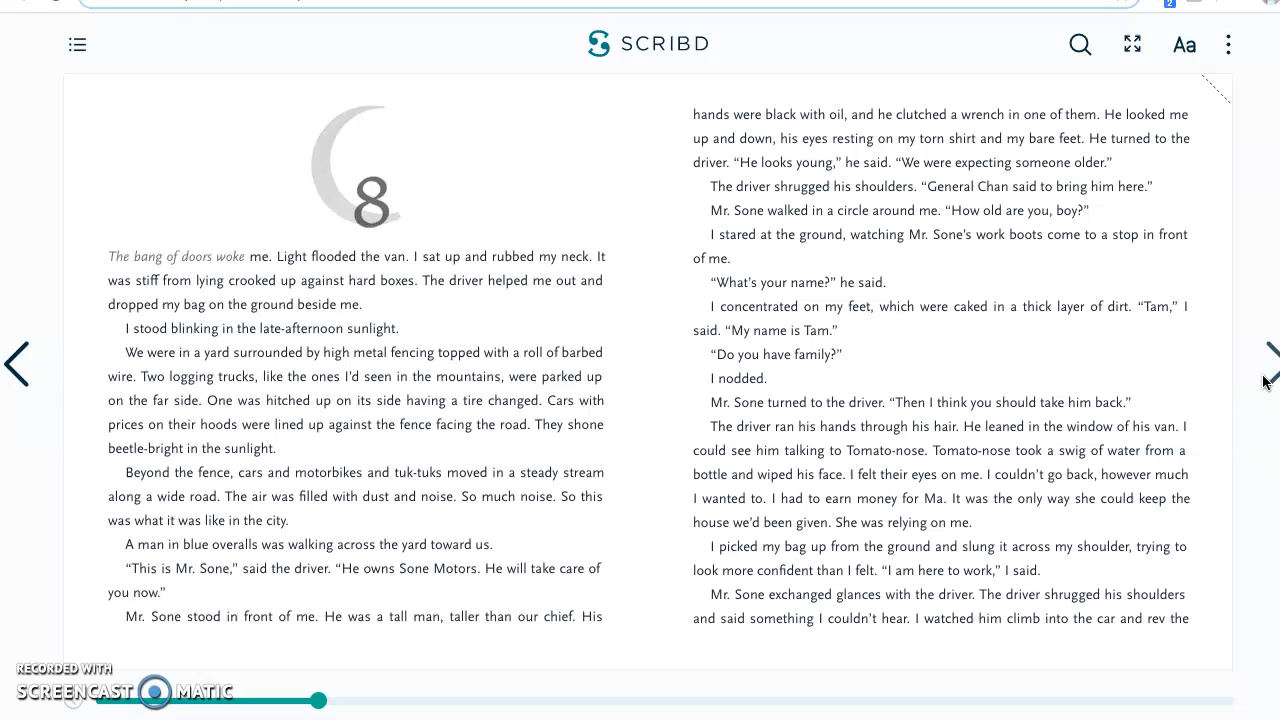 2
SCRIBD
Aa
8
The bang of doors woke me. Light flooded the van. I sat up and rubbed my neck. It
was stiff from lying crooked up against hard boxes. The driver helped me out and
dropped my bag on the ground beside me.
I stood blinking in the late-afternoon sunlight.
We were in a yard surrounded by high metal fencing topped with a roll of barbed
wire. Two logging trucks, like the ones I’d seen in the mountains, were parked up
on the far side. One was hitched up on its side having a tire changed. Cars with
prices on their hoods were lined up against the fence facing the road. They shone
beetle-bright in the sunlight.
Beyond the fence, cars and motorbikes and tuk-tuks moved in a steady stream
along a wide road. The air was filled with dust and noise. So much noise. So this
was what it was like in the city.
A man in blue overalls was walking across the yard toward us.
“This is Mr. Sone,” said the driver. “He owns Sone Motors. He will take care of
you now.”
Mr. Sone stood in front of me. He was a tall man, taller than our chief. His
hands were black with oil, and he clutched a wrench in one of them. He looked me
up and down, his eyes resting on my torn shirt and my bare feet. He turned to the
driver. “He looks young,” he said. “We were expecting someone older.”
The driver shrugged his shoulders. “General Chan said to bring him here.”
Mr. Sone walked in a circle around me. “How old are you, boy?”
I stared at the ground, watching Mr. Sone’s work boots come to a stop in front
of me.
“What’s your name?” he said.
I concentrated on my feet, which were caked in a thick layer of dirt. “Tam,” I
said. “My name is Tam.”
“Do you have family?”
I nodded.
Mr. Sone turned to the driver. “Then I think you should take him back.”
The driver ran his hands through his hair. He leaned in the window of his van. I
could see him talking to Tomato-nose. Tomato-nose took a swig of water from a
bottle and wiped his face. I felt their eyes on me. I couldn’t go back, however much
I wanted to. I had to earn money for Ma. It was the only way she could keep the
house we’d been given. She was relying on me.
I picked my bag up from the ground and slung it across my shoulder, trying to
look more confident than I felt. “I am here to work,” I said.
Mr. Sone exchanged glances with the driver. The driver shrugged his shoulders
and said something I couldn’t hear. I watched him climb into the car and rev the
RECORDED WITH
SCREENCAST MATIC